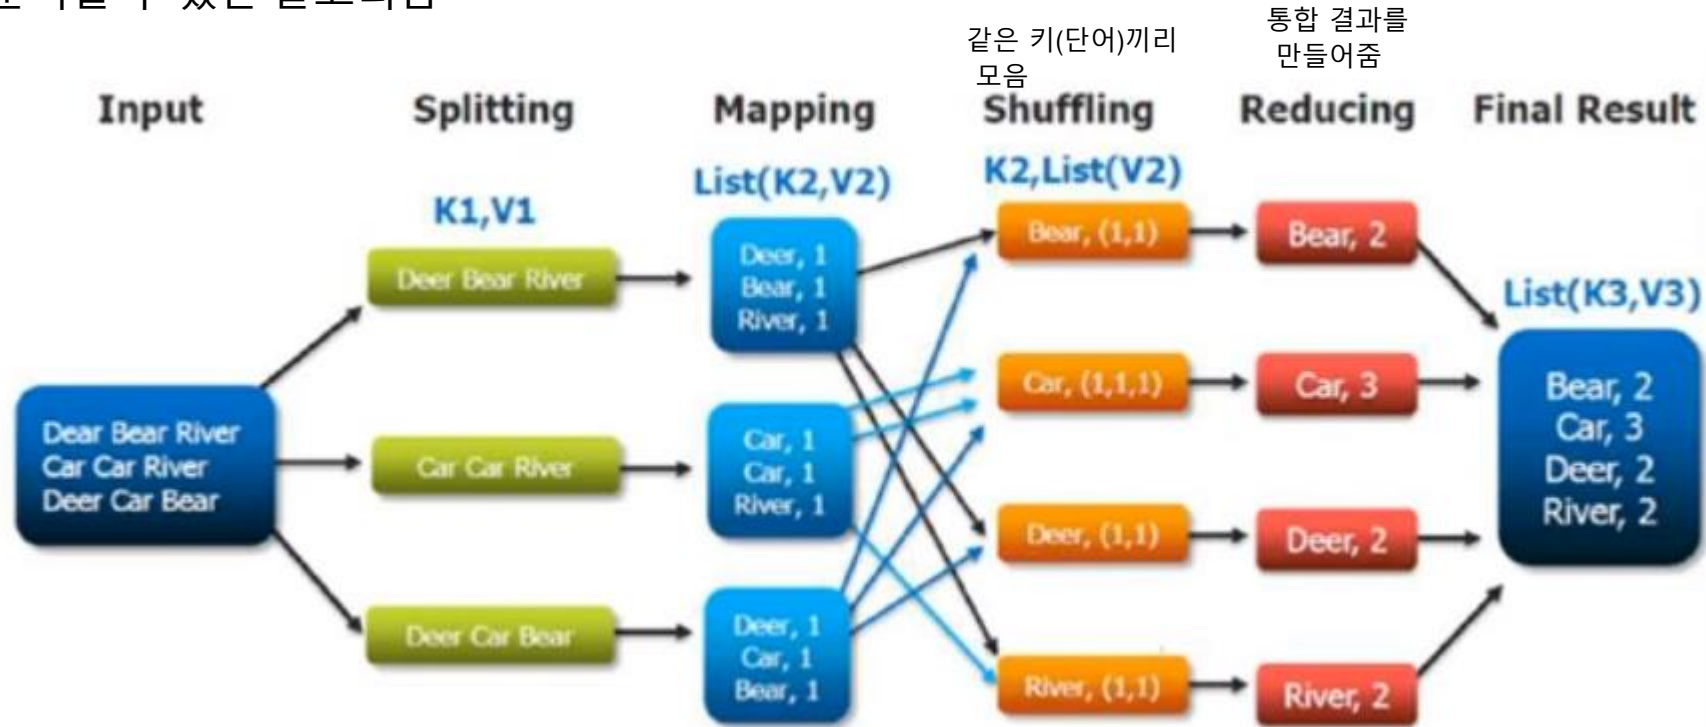 같은 키(단어)끼리
모음
통합 결과를
만들어줌
Input
Splitting
Mapping
Shuffling
Reducing
Final Result
K1,V1
List(K2,V2)
K2,List(V2)
List(K3,V3)
Dear Bear River
Car Car River
Deer Car Bear
Deer Bear River
Car Car River
Deer Car Bear
Deer, 1
Bear, 1
River, 1
Car, 1
Car, 1
River, 1
Deer, 1
Car, 1
Bear, 1
Bear, (1,1)
Car, (1,1,1)
Deer, (1,1)
River, (1,1)
Bear, 2
Car, 3
Deer, 2
River, 2
Bear, 2
Car, 3
Deer, 2
River, 2